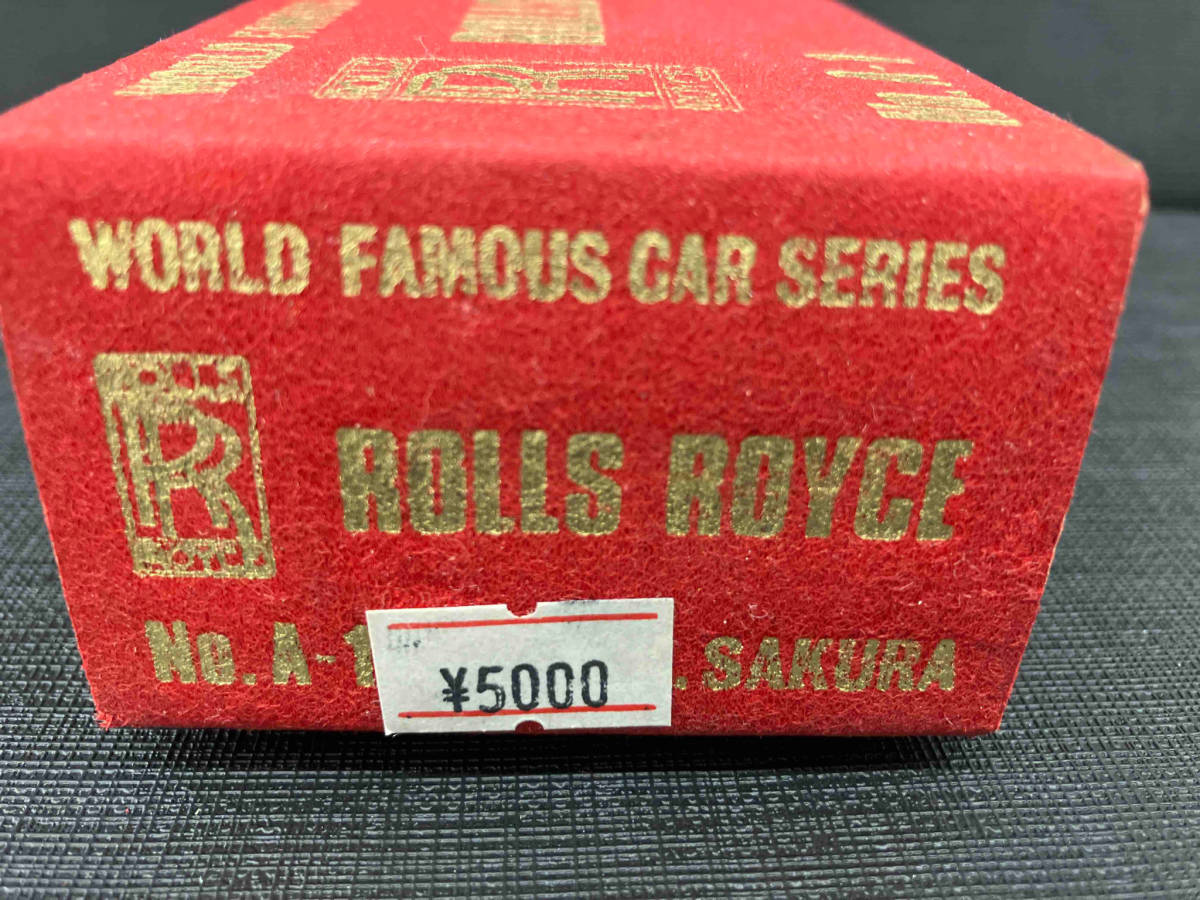 WORLD FAMOUS CAR SERIES
ROLLS ROYCE
No. A-1
. SAKURA
¥5000